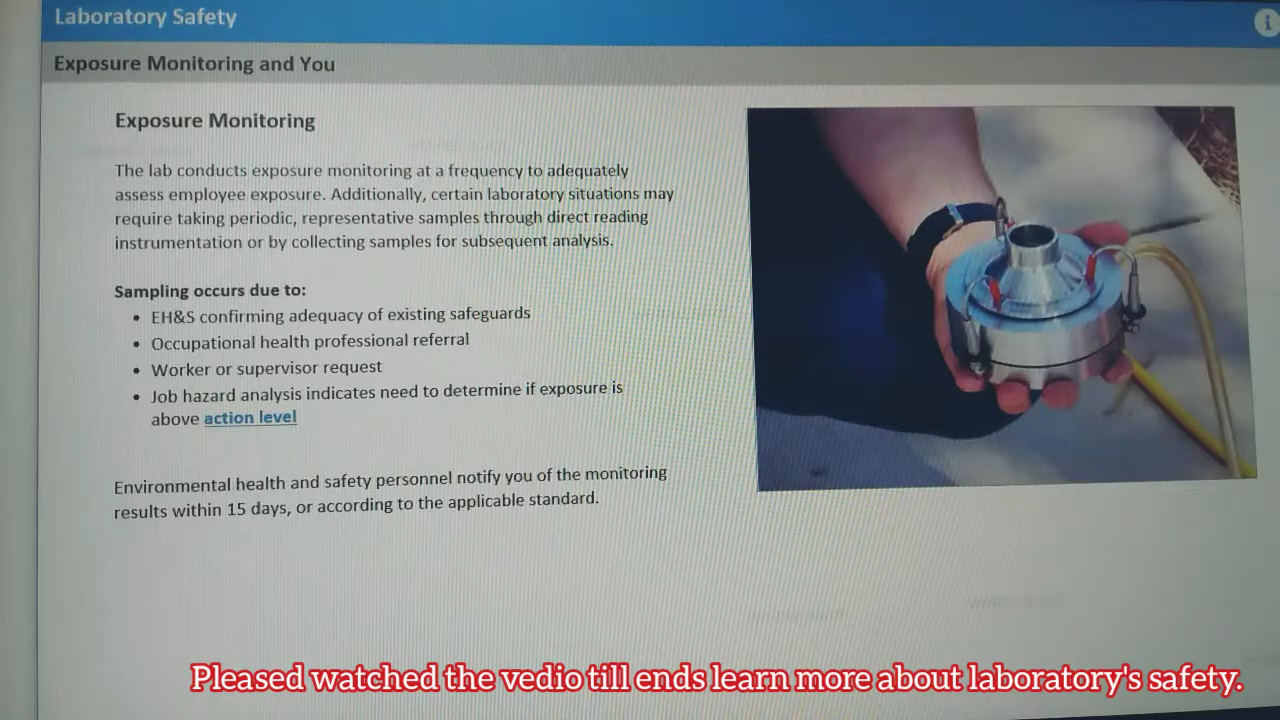 Laboratory Safety
i
Exposure Monitoring and You
Exposure Monitoring
The lab conducts exposure monitoring at a frequency to adequately
assess employee exposure. Additionally, certain laboratory situations may
require taking periodic, representative samples through direct reading
instrumentation or by collecting samples for subsequent analysis.
Sampling occurs due to:
• EH&S confirming adequacy of existing safeguards
• Occupational health professional referral
• Worker or supervisor request
• Job hazard analysis indicates need to determine if exposure is
above action level
Environmental health and safety personnel notify you of the monitoring
results within 15 days, or according to the applicable standard.
Pleased watched the vedio till ends learn more about laboratory's safety.